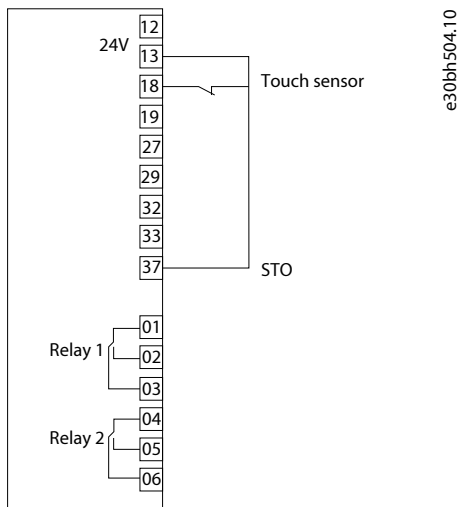 12
24V
13
18
Touch sensor
19
27
29
32
33
37
STO
01
Relay 1
02
03
04
Relay 2
05
06
e30bh504.10